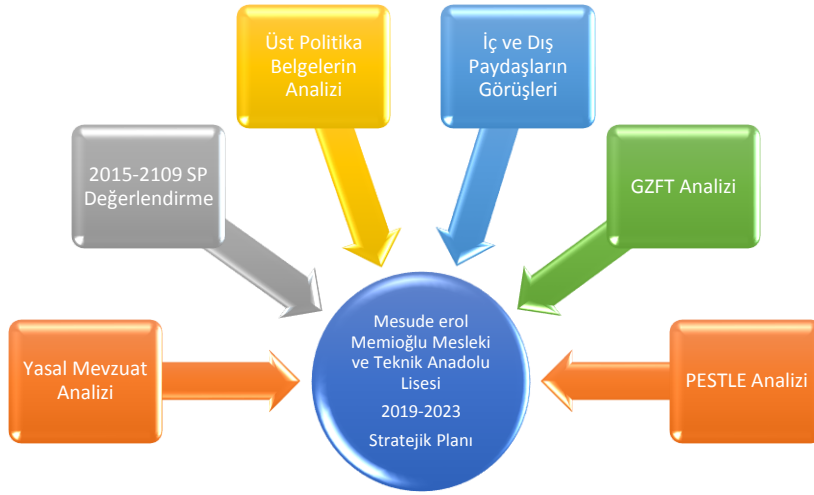 Üst Politika
Belgelerin
Analizi
İç ve Dış
Paydaşların
Görüşleri
2015-2109 SP
Değerlendirme
GZFT Analizi
Yasal Mevzuat
Analizi
Mesude erol
Memioğlu Mesleki
ve Teknik Anadolu
Lisesi
2019-2023
Stratejik Planı
PESTLE Analizi